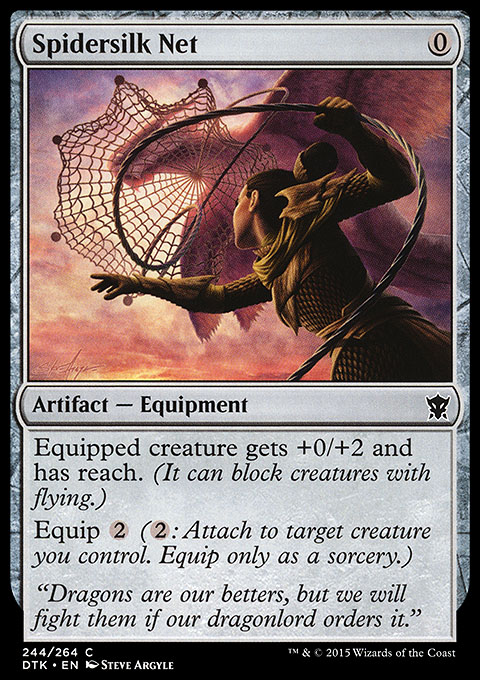 Spidersilk Net 0
Artifact — Equipment
Equipped creature gets +0/+2 and
has reach. (It can block creatures with
flying.)
Equip 2 (2: Attach to target creature
you control. Equip only as a sorcery.)
“Dragons are our betters, but we will
fight them if our dragonlord orders it.”
244/264 C
DTK • EN Steve Argyle
™ & © 2015 Wizards of the Coast